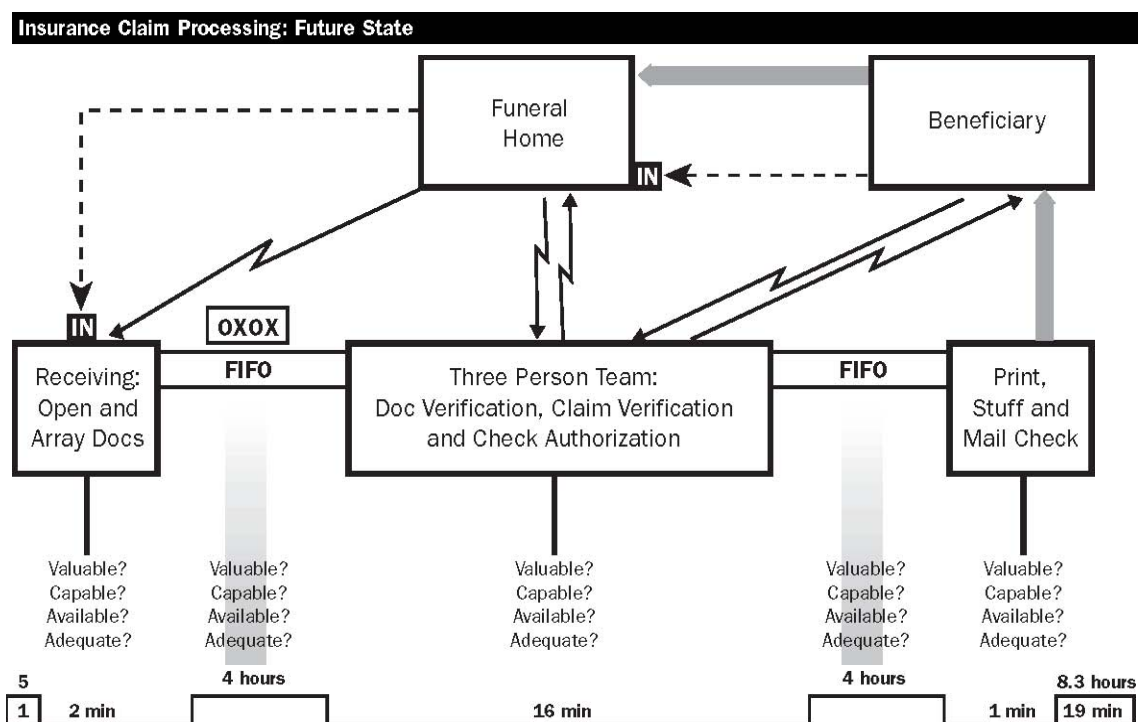 Insurance Claim Processing: Future State
Funeral
Home
Beneficiary
IN
IN
OXOX
FIFO
FIFO
Receiving:
Open and
Array Docs
Three Person Team:
Doc Verification, Claim Verification
and Check Authorization
Print,
Stuff and
Mail Check
Valuable?
Capable?
Available?
Adequate?
Valuable?
Capable?
Available?
Adequate?
Valuable?
Capable?
Available?
Adequate?
Valuable?
Capable?
Available?
Adequate?
Valuable?
Capable?
Available?
Adequate?
5
4 hours
4 hours
8.3 hours
1
2 min
16 min
1 min
19 min